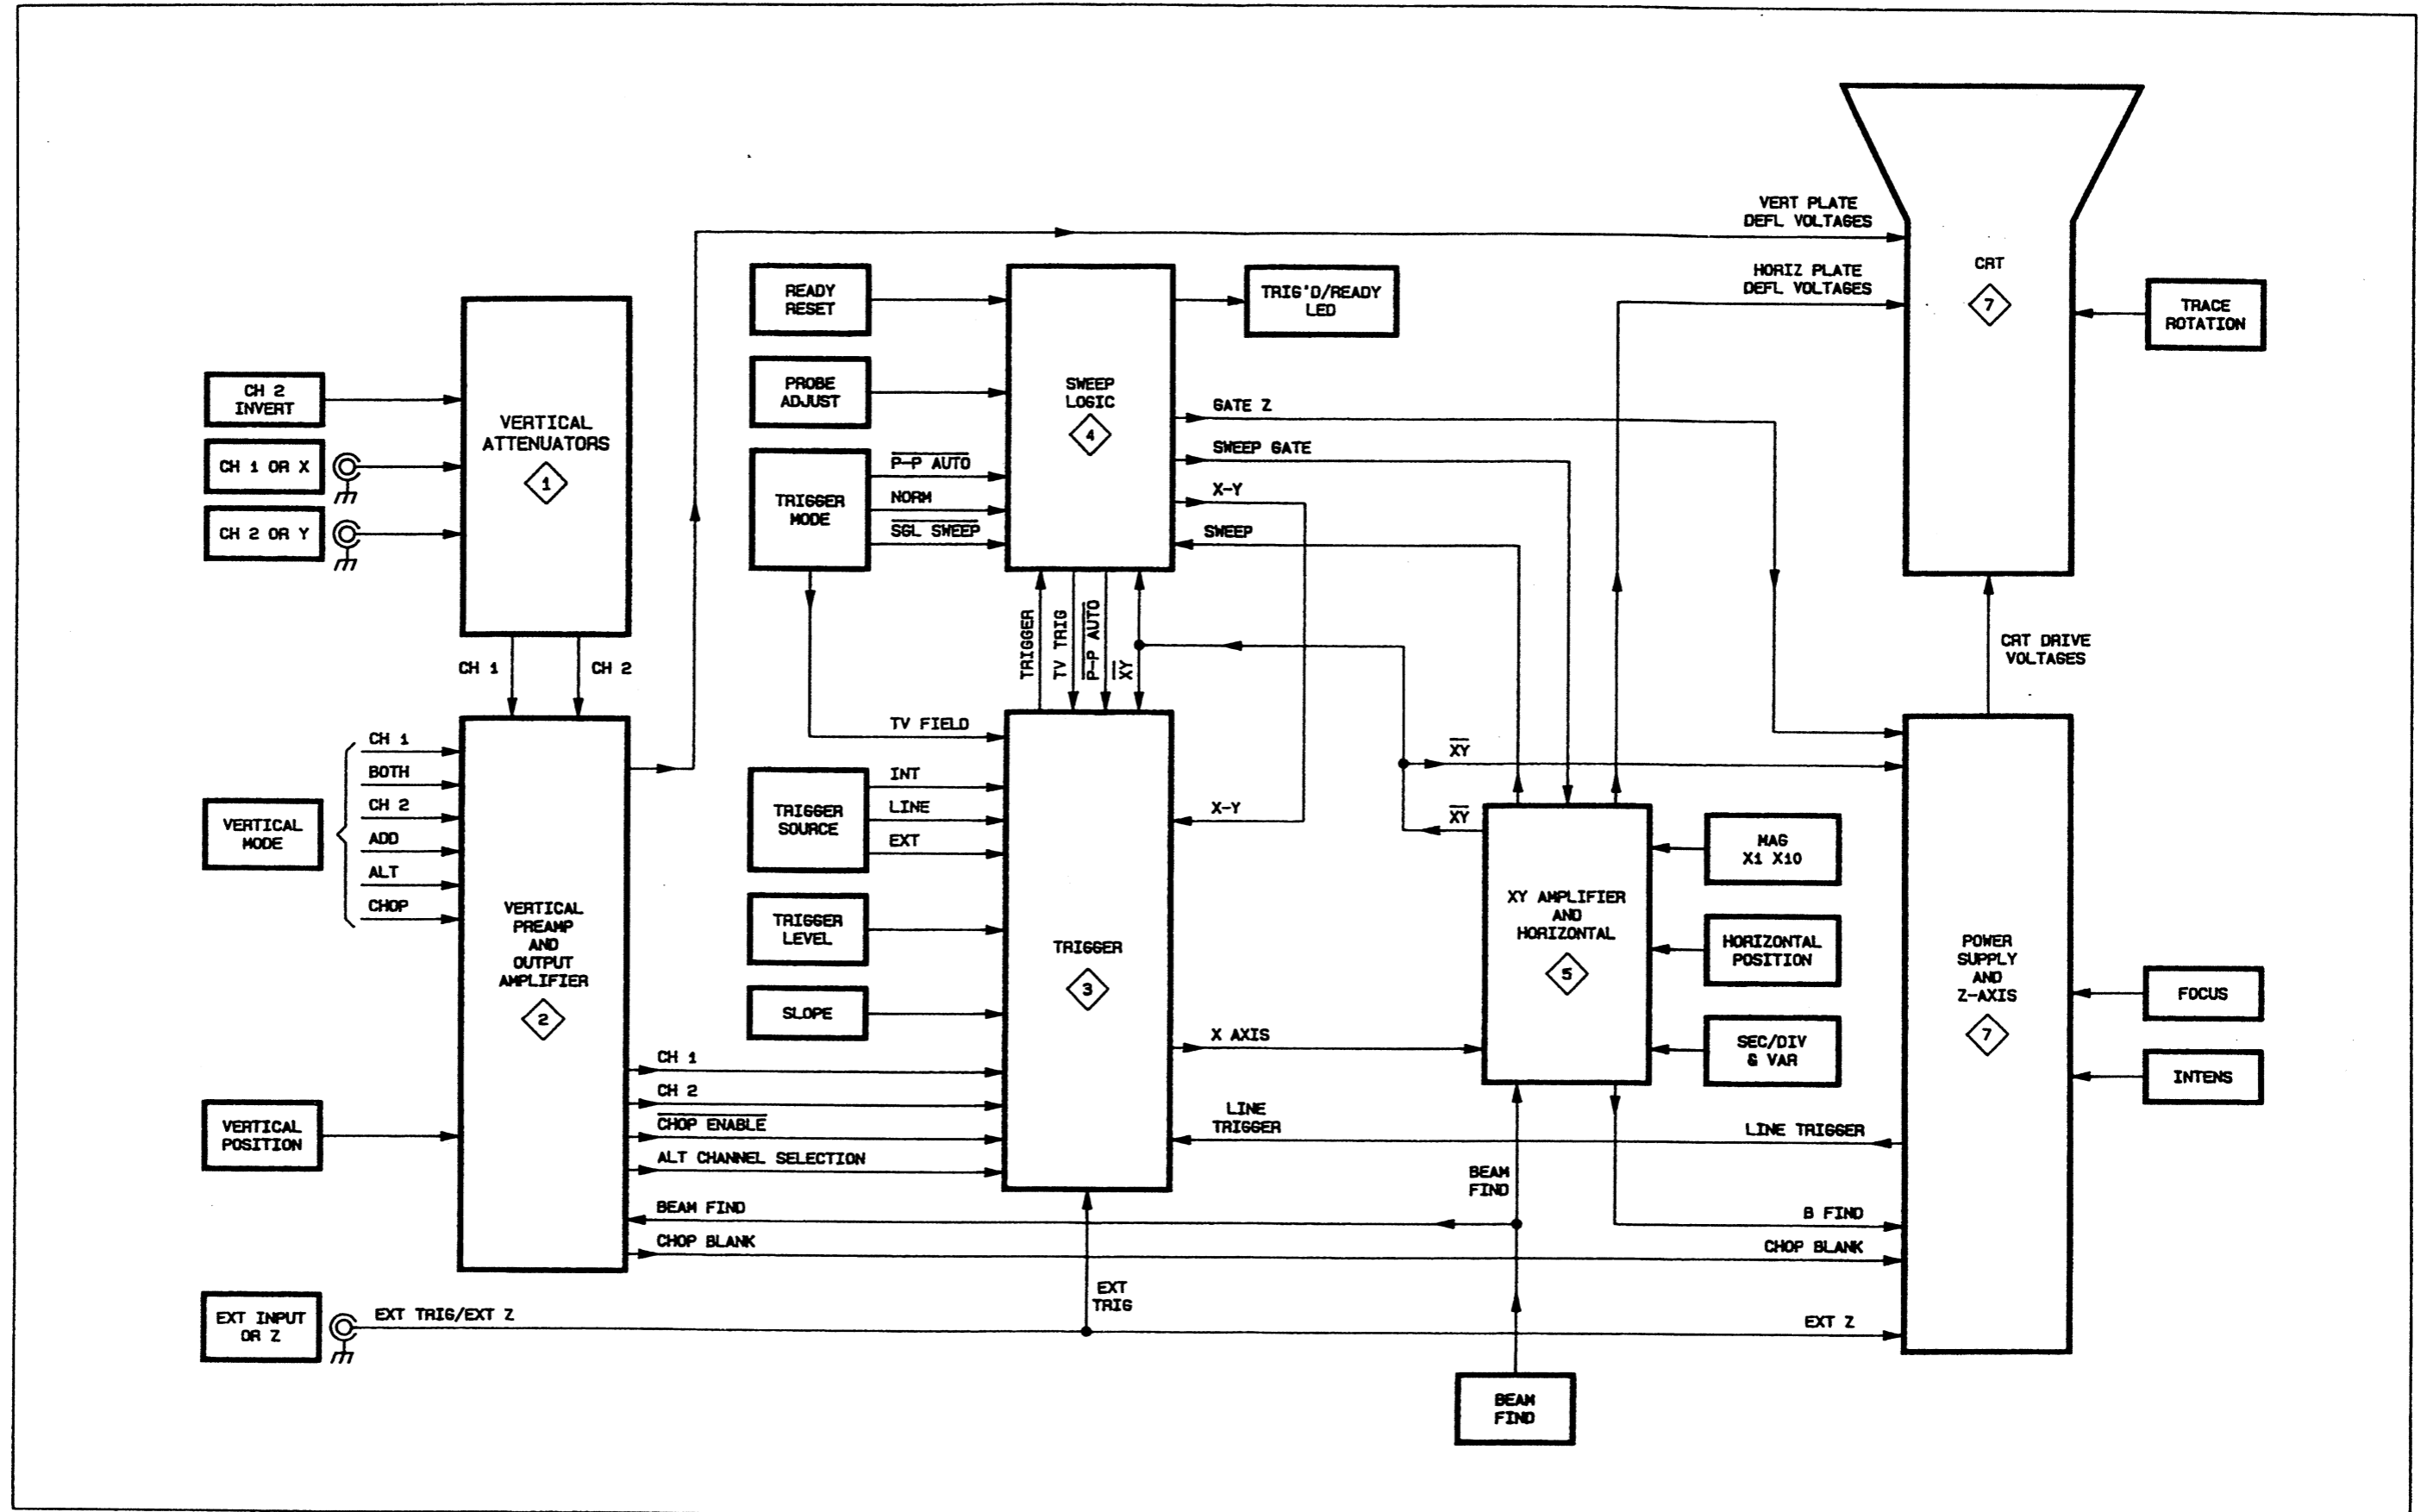 VERT PLATE
DEFL VOLTAGES
HORIZ PLATE
DEFL VOLTAGES
CRT
7
TRACE
ROTATION
READY
RESET
TRIG'D/READY
LED
PROBE
ADJUST
SWEEP
LOGIC
4
CH 2
INVERT
CH 1 OR X
CH 2 OR Y
VERTICAL
ATTENUATORS
1
TRIGGER
MODE
P-P AUTO
NORM
SGL SWEEP
GATE Z
SWEEP GATE
X-Y
SWEEP
CH 1
CH 2
TRIGGER
TV TRIG
P-P AUTO
XY
CRT DRIVE
VOLTAGES
TV FIELD
VERTICAL
MODE
CH 1
BOTH
CH 2
ADD
ALT
CHOP
VERTICAL
PREAMP
AND
OUTPUT
AMPLIFIER
2
TRIGGER
SOURCE
INT
LINE
EXT
TRIGGER
LEVEL
SLOPE
TRIGGER
3
X-Y
XY
XY
XY AMPLIFIER
AND
HORIZONTAL
5
MAG
X1 X10
HORIZONTAL
POSITION
SEC/DIV
& VAR
POWER
SUPPLY
AND
Z-AXIS
7
FOCUS
INTENS
X AXIS
CH 1
CH 2
CHOP ENABLE
ALT CHANNEL SELECTION
BEAM FIND
CHOP BLANK
VERTICAL
POSITION
LINE
TRIGGER
LINE TRIGGER
BEAM
FIND
B FIND
CHOP BLANK
EXT INPUT
OR Z
EXT TRIG/EXT Z
EXT
TRIG
EXT Z
BEAM
FIND